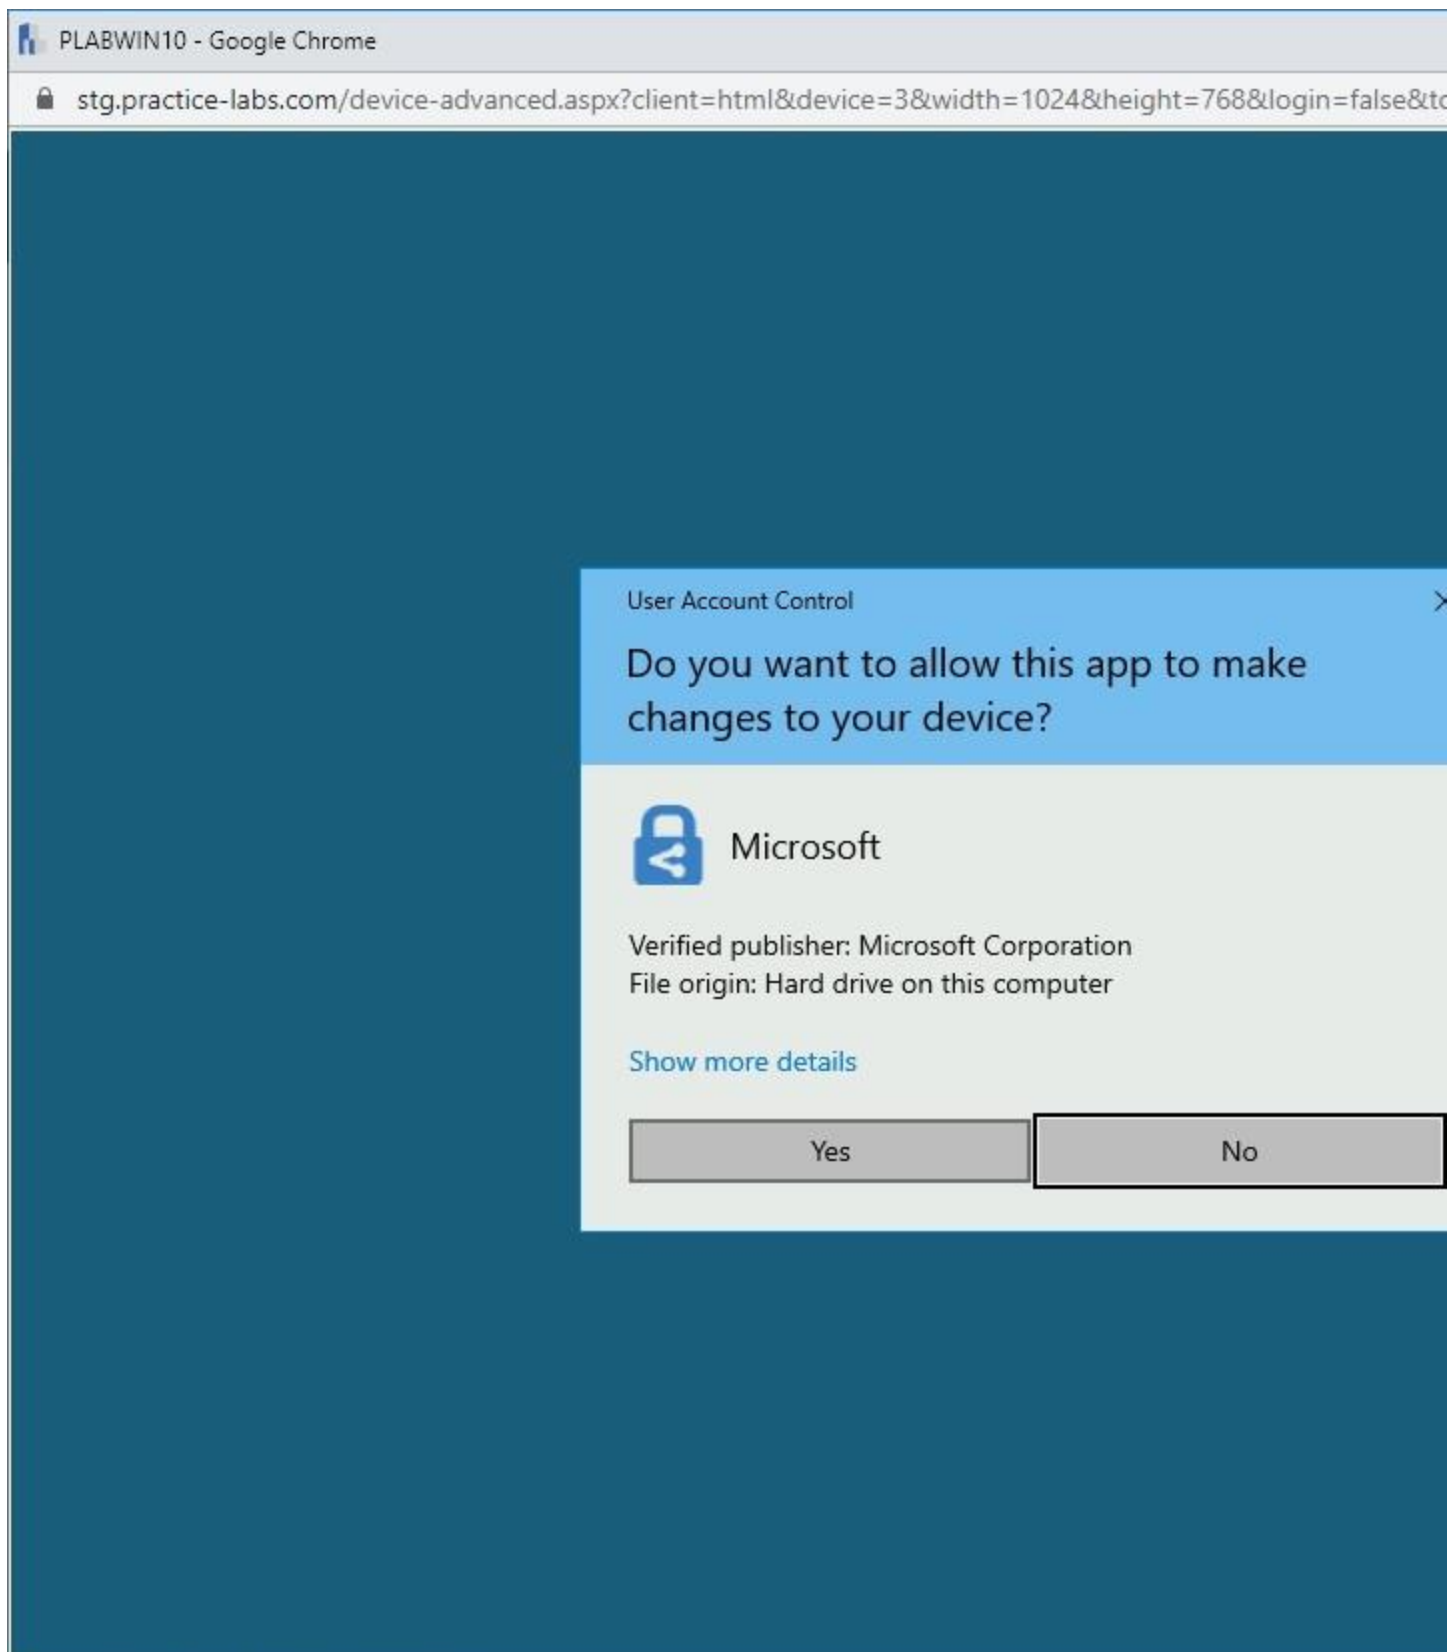 PLABWIN10 - Google Chrome
stg.practice-labs.com/device-advanced.aspx?client=html&device=3&width=1024&height=768&login=false&to
User Account Control
Do you want to allow this app to make
changes to your device?
Microsoft
Verified publisher: Microsoft Corporation
File origin: Hard drive on this computer
Show more details
Yes No